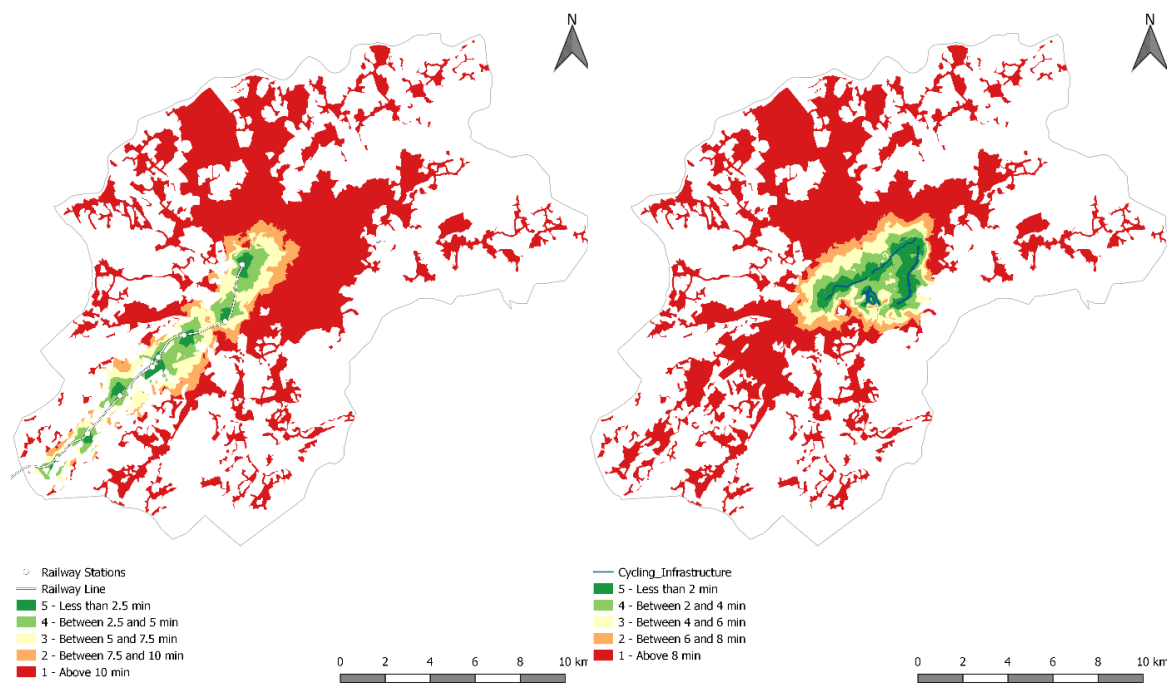 N
Railway Stations
Railway Line
5 - Less than 2.5 min
4 - Between 2.5 and 5 min
3 - Between 5 and 7.5 min
2 - Between 7.5 and 10 min
1 - Above 10 min
0 2 4 6 8 10 km
N
Cycling_Infrastructure
5 - Less than 2 min
4 - Between 2 and 4 min
3 - Between 4 and 6 min
2 - Between 6 and 8 min
1 - Above 8 min
0 2 4 6 8 10 km